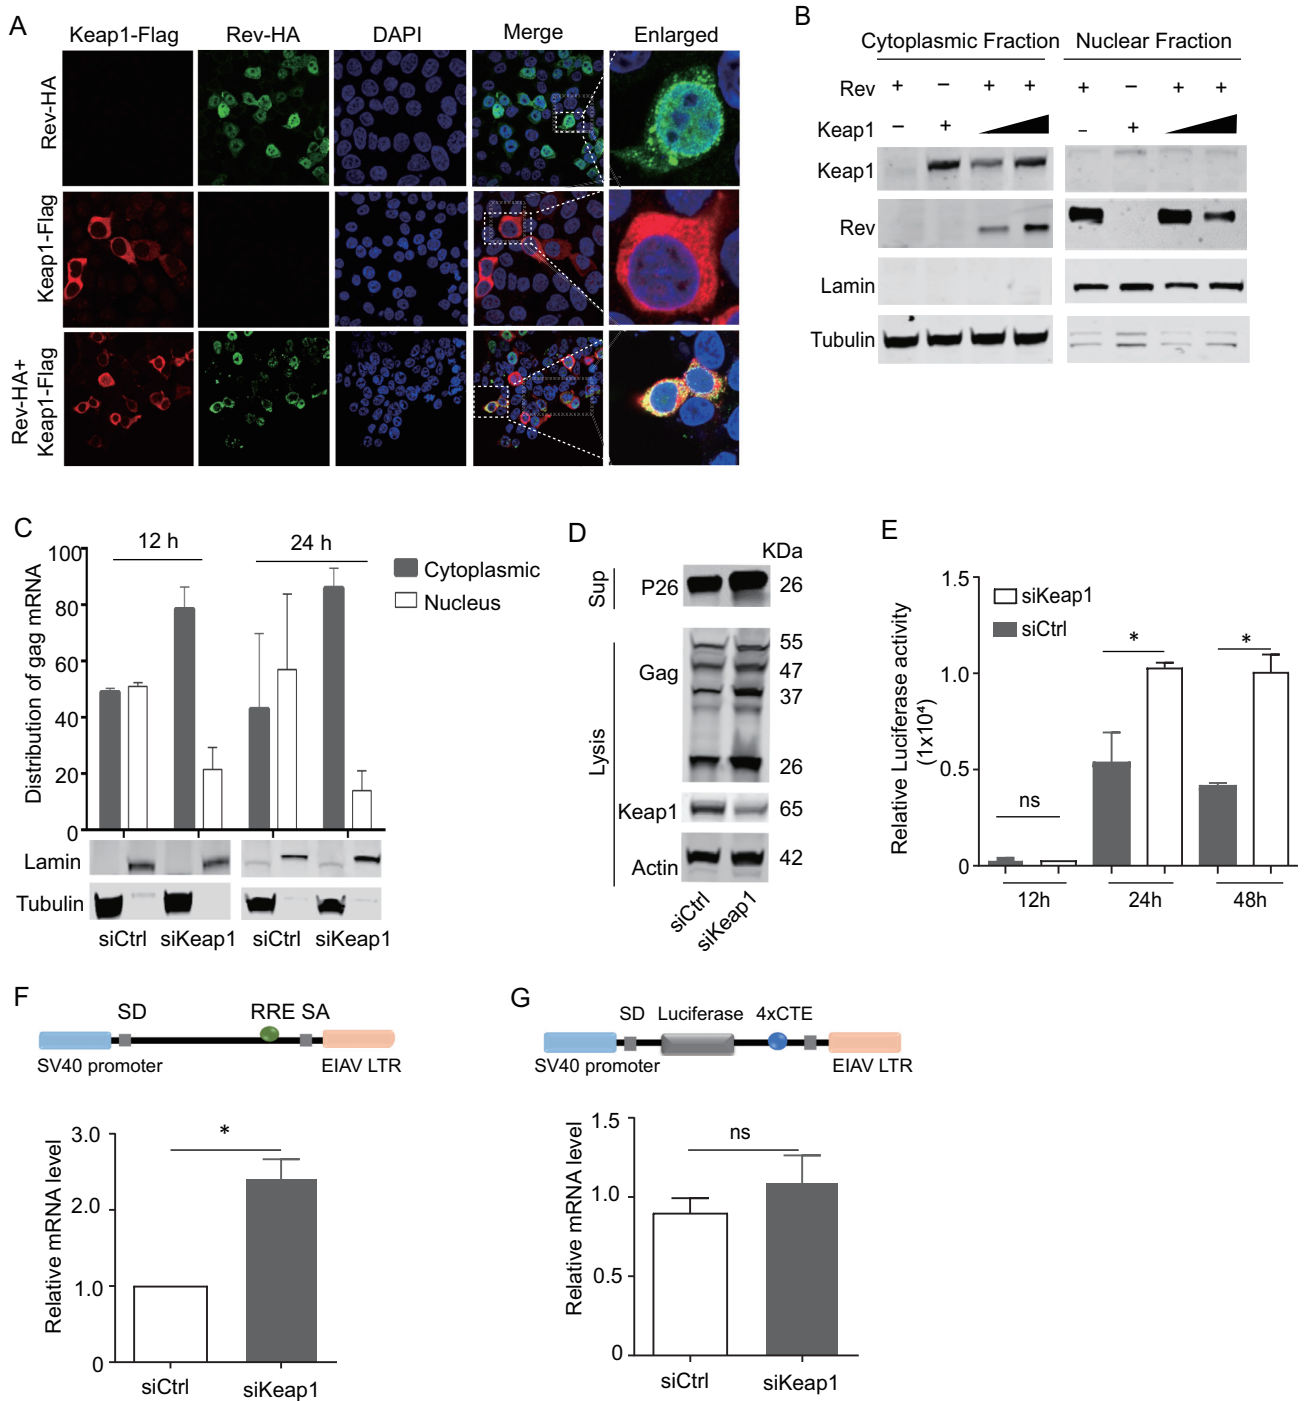 A
Keap1-Flag Rev-HA DAPI Merge Enlarged
Rev-HA
Keap1-Flag
Rev-HA+
Keap1-Flag
B
Cytoplasmic Fraction Nuclear Fraction
Rev + − + + + − + +
Keap1 − + − +
Keap1
Rev
Lamin
Tubulin
C
12 h 24 h
Cytoplasmic
Nucleus
Distribution of gag mRNA
100
80
60
40
20
0
Lamin
Tubulin
siCtrl siKeap1 siCtrl siKeap1
D
KDa
Sup
P26 26
Lysis
55
Gag 47
37
26
Keap1 65
Actin 42
siCtrl siKeap1
E
Relative Luciferase activity
(1x10⁴)
1.5
1.0
0.5
0
siKeap1
siCtrl
ns * *
12h 24h 48h
F
SD RRE SA
SV40 promoter EIAV LTR
Relative mRNA level
3.0
2.0
1.0
0
*
siCtrl siKeap1
G
SD Luciferase 4xCTE
SV40 promoter EIAV LTR
Relative mRNA level
1.5
1.0
0.5
0
ns
siCtrl siKeap1